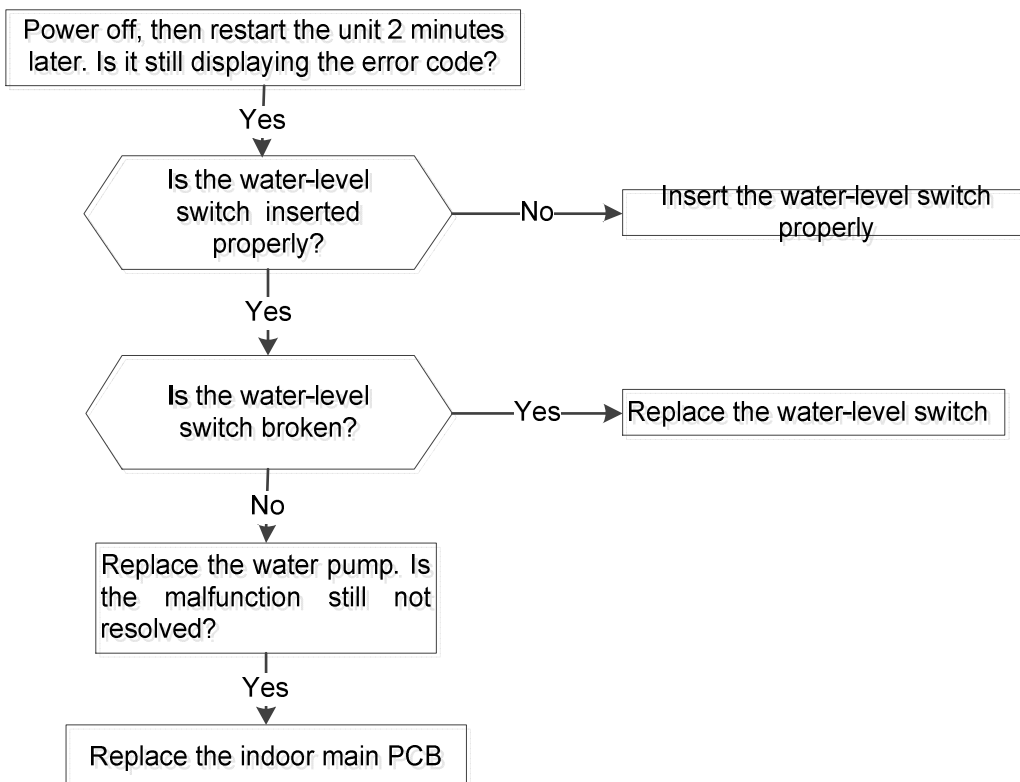 Power off, then restart the unit 2 minutes
later. Is it still displaying the error code?
Yes
Is the water-level
switch inserted
properly?
No
Insert the water-level switch
properly
Yes
Is the water-level
switch broken?
Yes
Replace the water-level switch
No
Replace the water pump. Is
the malfunction still not
resolved?
Yes
Replace the indoor main PCB